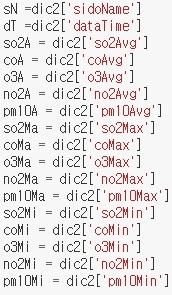 sN =dic2['sidoName']
dT =dic2['dataTime']
so2A = dic2['so2Avg']
coA = dic2['coAvg']
o3A = dic2['o3Avg']
no2A = dic2['no2Avg']
pm10A = dic2['pm10Avg']
so2Ma = dic2['so2Max']
coMa = dic2['coMax']
o3Ma = dic2['o3Max']
no2Ma = dic2['no2Max']
pm10Ma = dic2['pm10Max']
so2Mi = dic2['so2Min']
coMi = dic2['coMin']
o3Mi = dic2['o3Min']
no2Mi = dic2['no2Min']
pm10Mi = dic2['pm10Min']